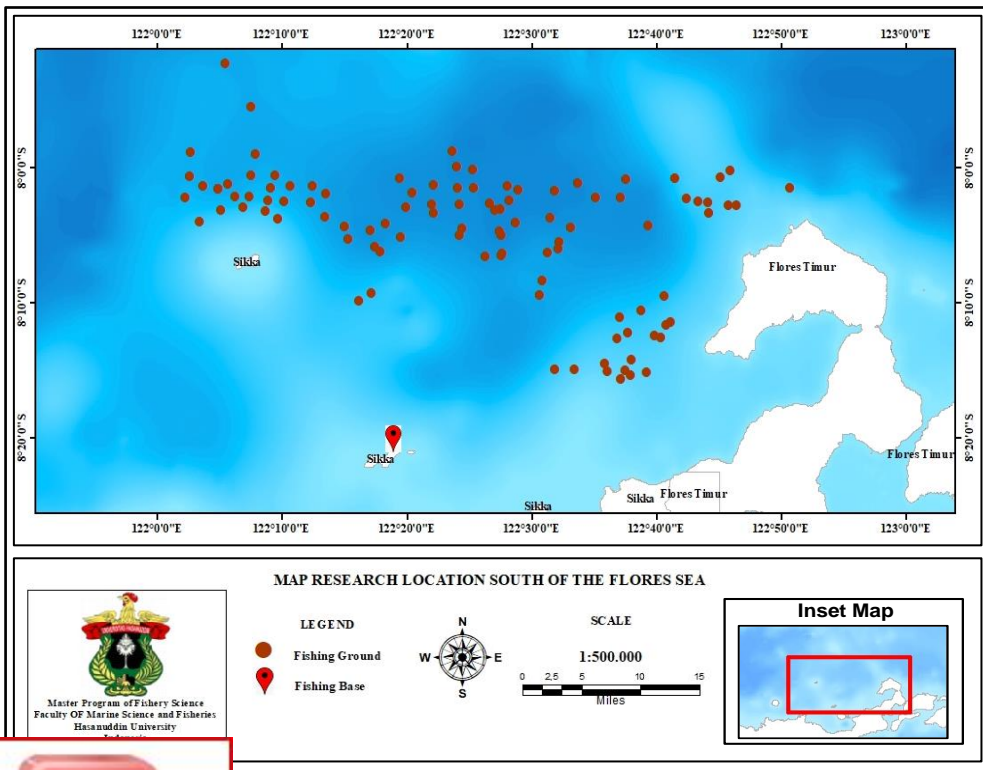 122°0'0"E 122°10'0"E 122°20'0"E 122°30'0"E 122°40'0"E 122°50'0"E 123°0'0"E
8°0'0"S 8°0'0"S
Sikka
Flores Timur
8°10'0"S 8°10'0"S
8°20'0"S 8°20'0"S
Sikka
Flores Timur
Sikka Flores Timur
Sikka
122°0'0"E 122°10'0"E 122°20'0"E 122°30'0"E 122°40'0"E 122°50'0"E 123°0'0"E
MAP RESEARCH LOCATION SOUTH OF THE FLORES SEA
Master Program of Fishery Science
Faculty OF Marine Science and Fisheries
Hasanuddin University
Indonesia
LEGEND
Fishing Ground
Fishing Base
N
W E
S
SCALE
1:500.000
0 2,5 5 10 15
Miles
Inset Map